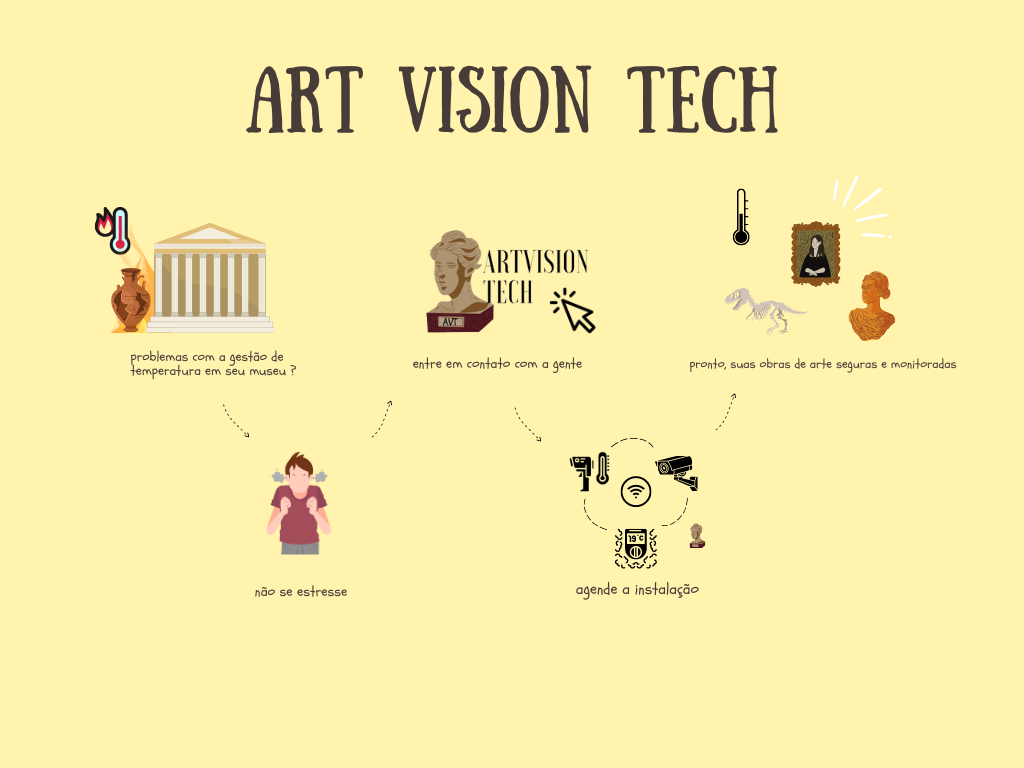 ART VISION TECH
ARTVISION
TECH
AVT
problemas com a gestão de
temperatura em seu museu ?
entre em contato com a gente
pronto, suas obras de arte seguras e monitoradas
19°C
não se estresse
agende a instalação